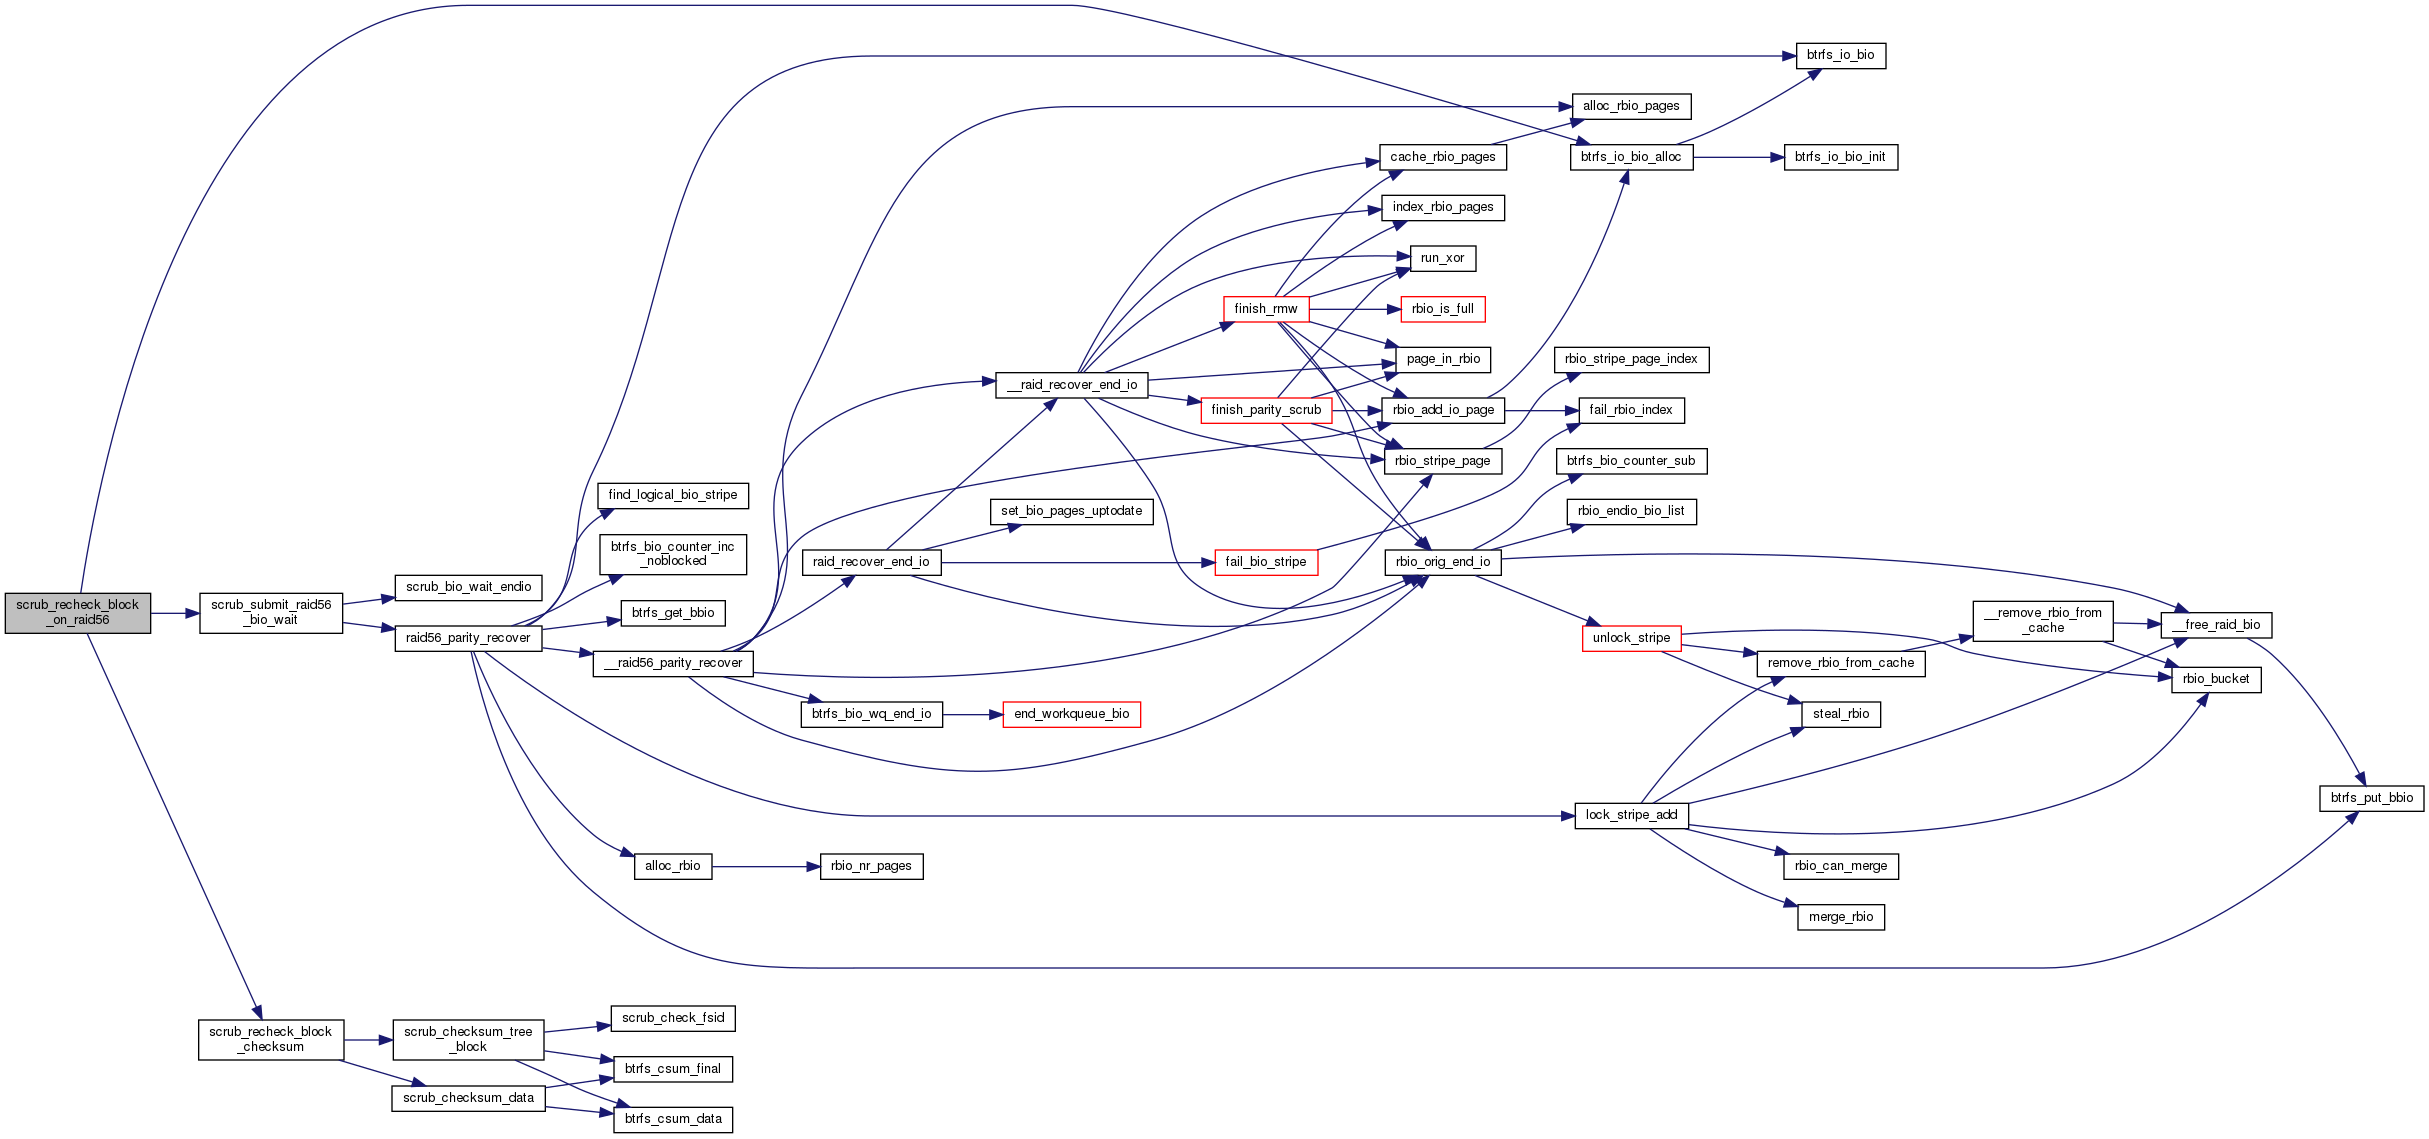 btrfs_io_bio
alloc_rbio_pages
cache_rbio_pages
btrfs_io_bio_alloc
btrfs_io_bio_init
index_rbio_pages
run_xor
finish_rmw
rbio_is_full
page_in_rbio
rbio_stripe_page_index
__raid_recover_end_io
finish_parity_scrub
rbio_add_io_page
fail_rbio_index
rbio_stripe_page
btrfs_bio_counter_sub
find_logical_bio_stripe
set_bio_pages_uptodate
rbio_endio_bio_list
btrfs_bio_counter_inc
_noblocked
raid_recover_end_io
fail_bio_stripe
rbio_orig_end_io
scrub_bio_wait_endio
scrub_recheck_block
_on_raid56
scrub_submit_raid56
_bio_wait
btrfs_get_bbio
raid56_parity_recover
unlock_stripe
__remove_rbio_from
_cache
__free_raid_bio
__raid56_parity_recover
remove_rbio_from_cache
rbio_bucket
btrfs_bio_wq_end_io
end_workqueue_bio
steal_rbio
btrfs_put_bbio
lock_stripe_add
alloc_rbio
rbio_nr_pages
rbio_can_merge
merge_rbio
scrub_check_fsid
scrub_recheck_block
_checksum
scrub_checksum_tree
_block
btrfs_csum_final
scrub_checksum_data
btrfs_csum_data